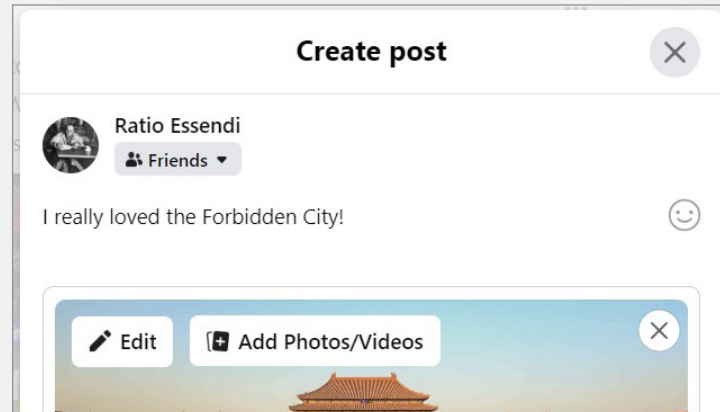 Create post
Ratio Essendi
Friends
I really loved the Forbidden City!
Edit
Add Photos/Videos